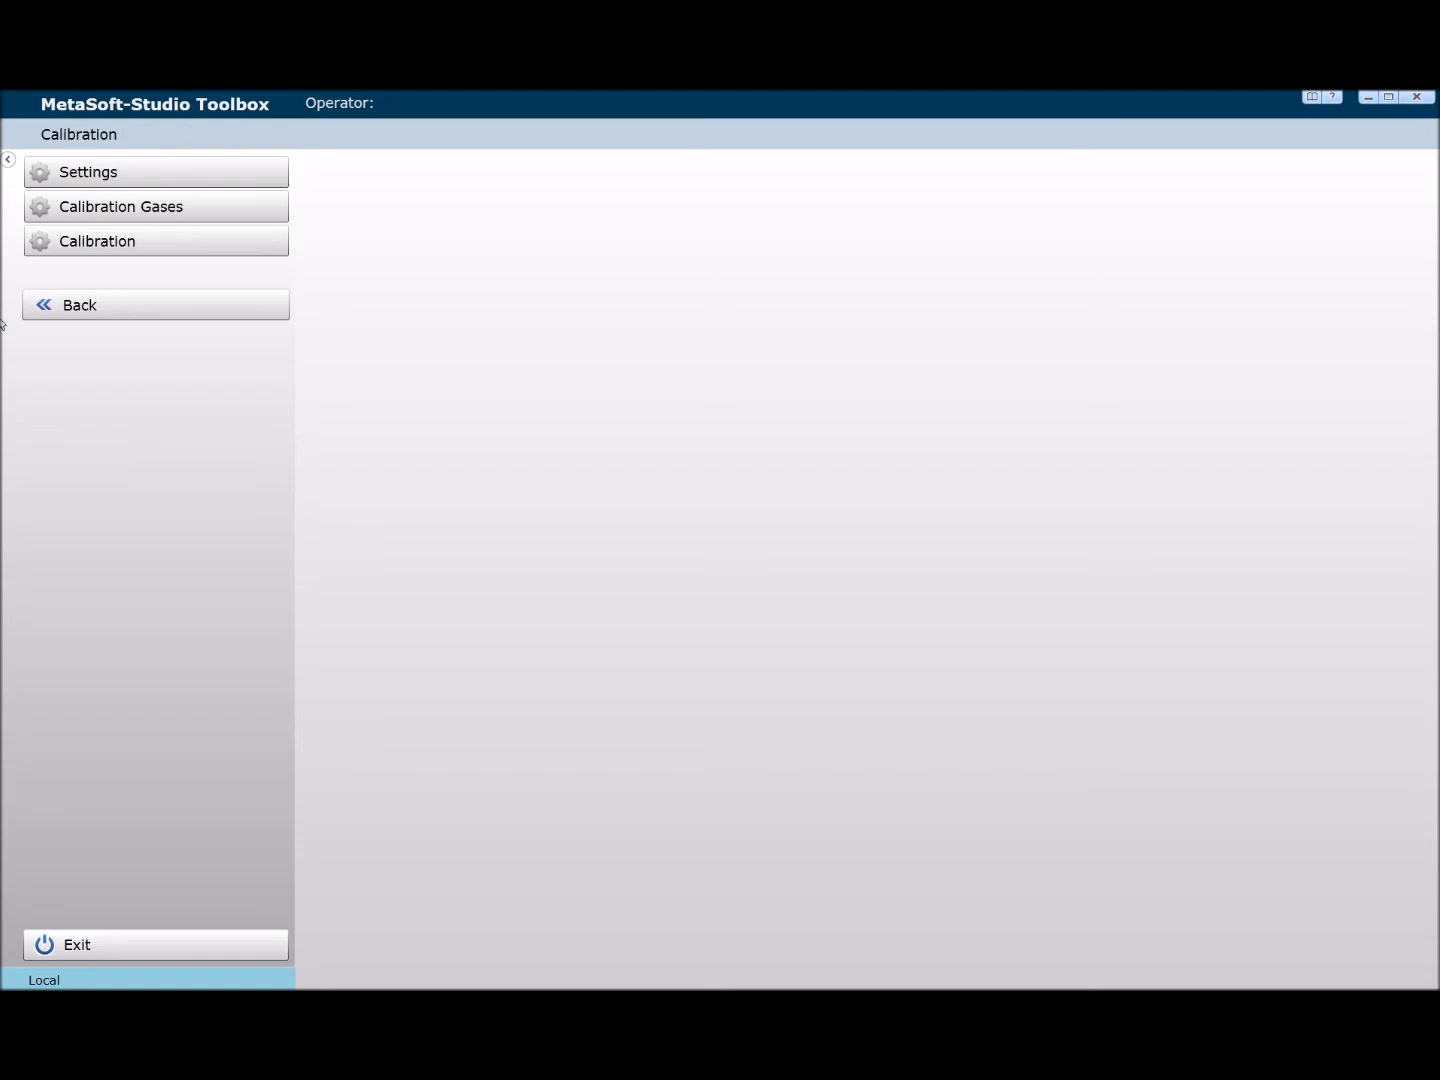 MetaSoft-Studio Toolbox Operator:
Calibration
Settings
Calibration Gases
Calibration
Back
Exit
Local